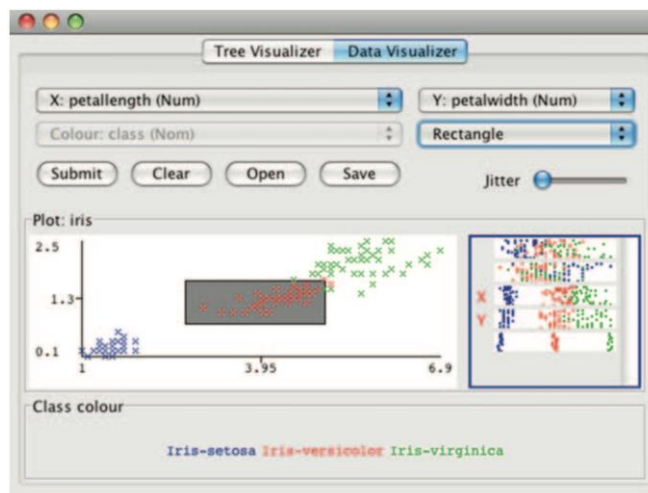 Tree Visualizer Data Visualizer
X: petallength (Num) Y: petalwidth (Num)
Colour: class (Nom) Rectangle
Submit Clear Open Save Jitter
Plot: iris
2.5
1.3
0.1
1 3.95 6.9
X
Y
Class colour
Iris-setosa Iris-versicolor Iris-virginica